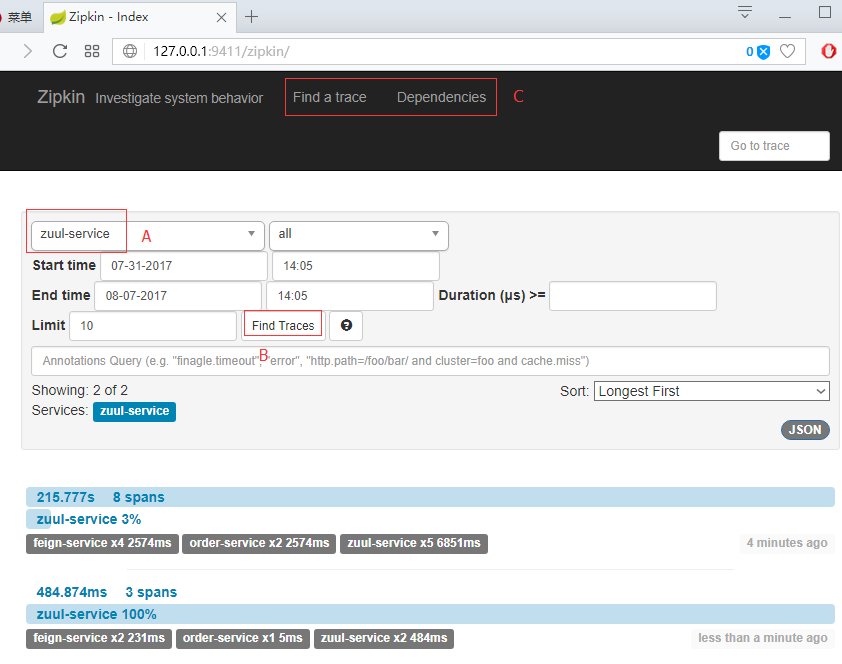 菜单 Zipkin - Index
127.0.0.1:9411/zipkin/ 0
Zipkin Investigate system behavior Find a trace Dependencies C
Go to trace
zuul-service A all
Start time 07-31-2017 14:05
End time 08-07-2017 14:05 Duration (μs) >=
Limit 10 Find Traces ?
B
Annotations Query (e.g. "finagle.timeout", "error", "http.path=/foo/bar/ and cluster=foo and cache.miss")
Showing: 2 of 2 Sort: Longest First
Services: zuul-service
JSON
215.777s 8 spans
zuul-service 3%
feign-service x4 2574ms order-service x2 2574ms zuul-service x5 6851ms 4 minutes ago
484.874ms 3 spans
zuul-service 100%
feign-service x2 231ms order-service x1 5ms zuul-service x2 484ms less than a minute ago